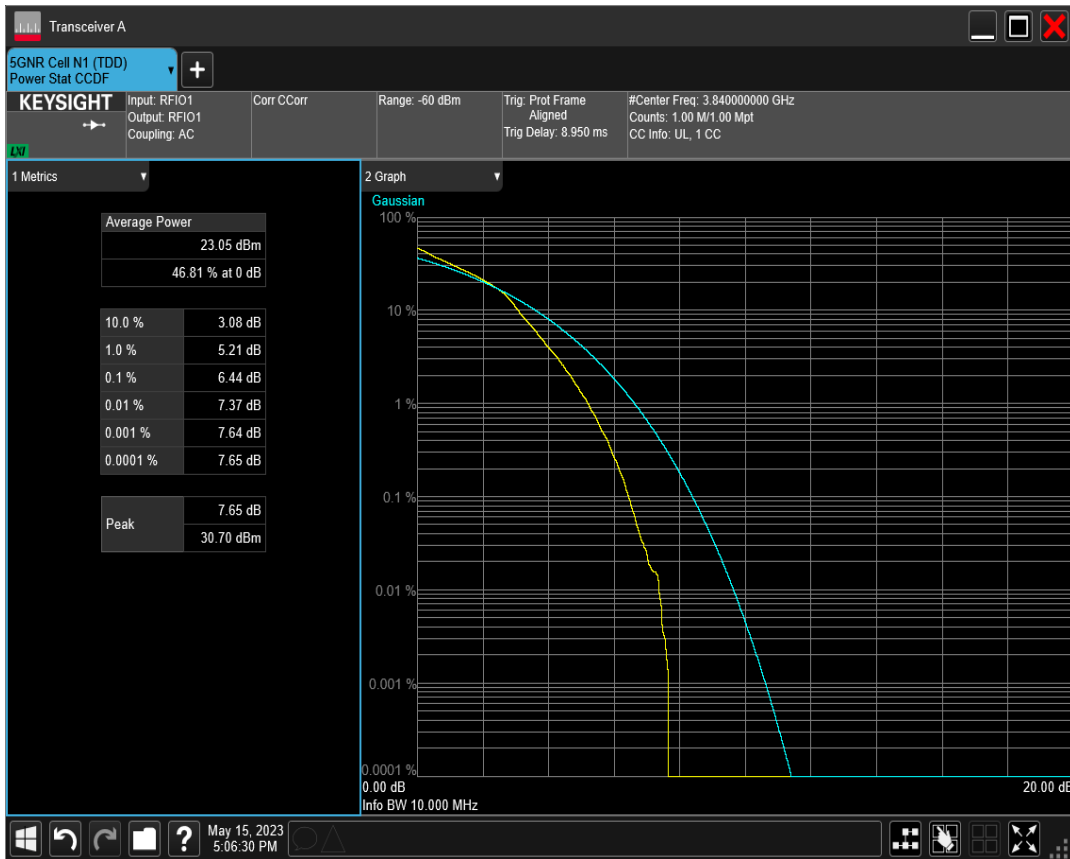 Transceiver A
5GNR Cell N1 (TDD)
Power Stat CCDF
KEYSIGHT
LXI
Input: RFIO1
Output: RFIO1
Coupling: AC
Corr CCorr
Range: -60 dBm
Trig: Prot Frame
Aligned
Trig Delay: 8.950 ms
#Center Freq: 3.840000000 GHz
Counts: 1.00 M/1.00 Mpt
CC Info: UL, 1 CC
1 Metrics
Average Power
23.05 dBm
46.81 % at 0 dB
10.0 % 3.08 dB
1.0 % 5.21 dB
0.1 % 6.44 dB
0.01 % 7.37 dB
0.001 % 7.64 dB
0.0001 % 7.65 dB
Peak
7.65 dB
30.70 dBm
2 Graph
Gaussian
100 %
10 %
1 %
0.1 %
0.01 %
0.001 %
0.0001 %
0.00 dB 20.00 dB
Info BW 10.000 MHz
?
May 15, 2023
5:06:30 PM